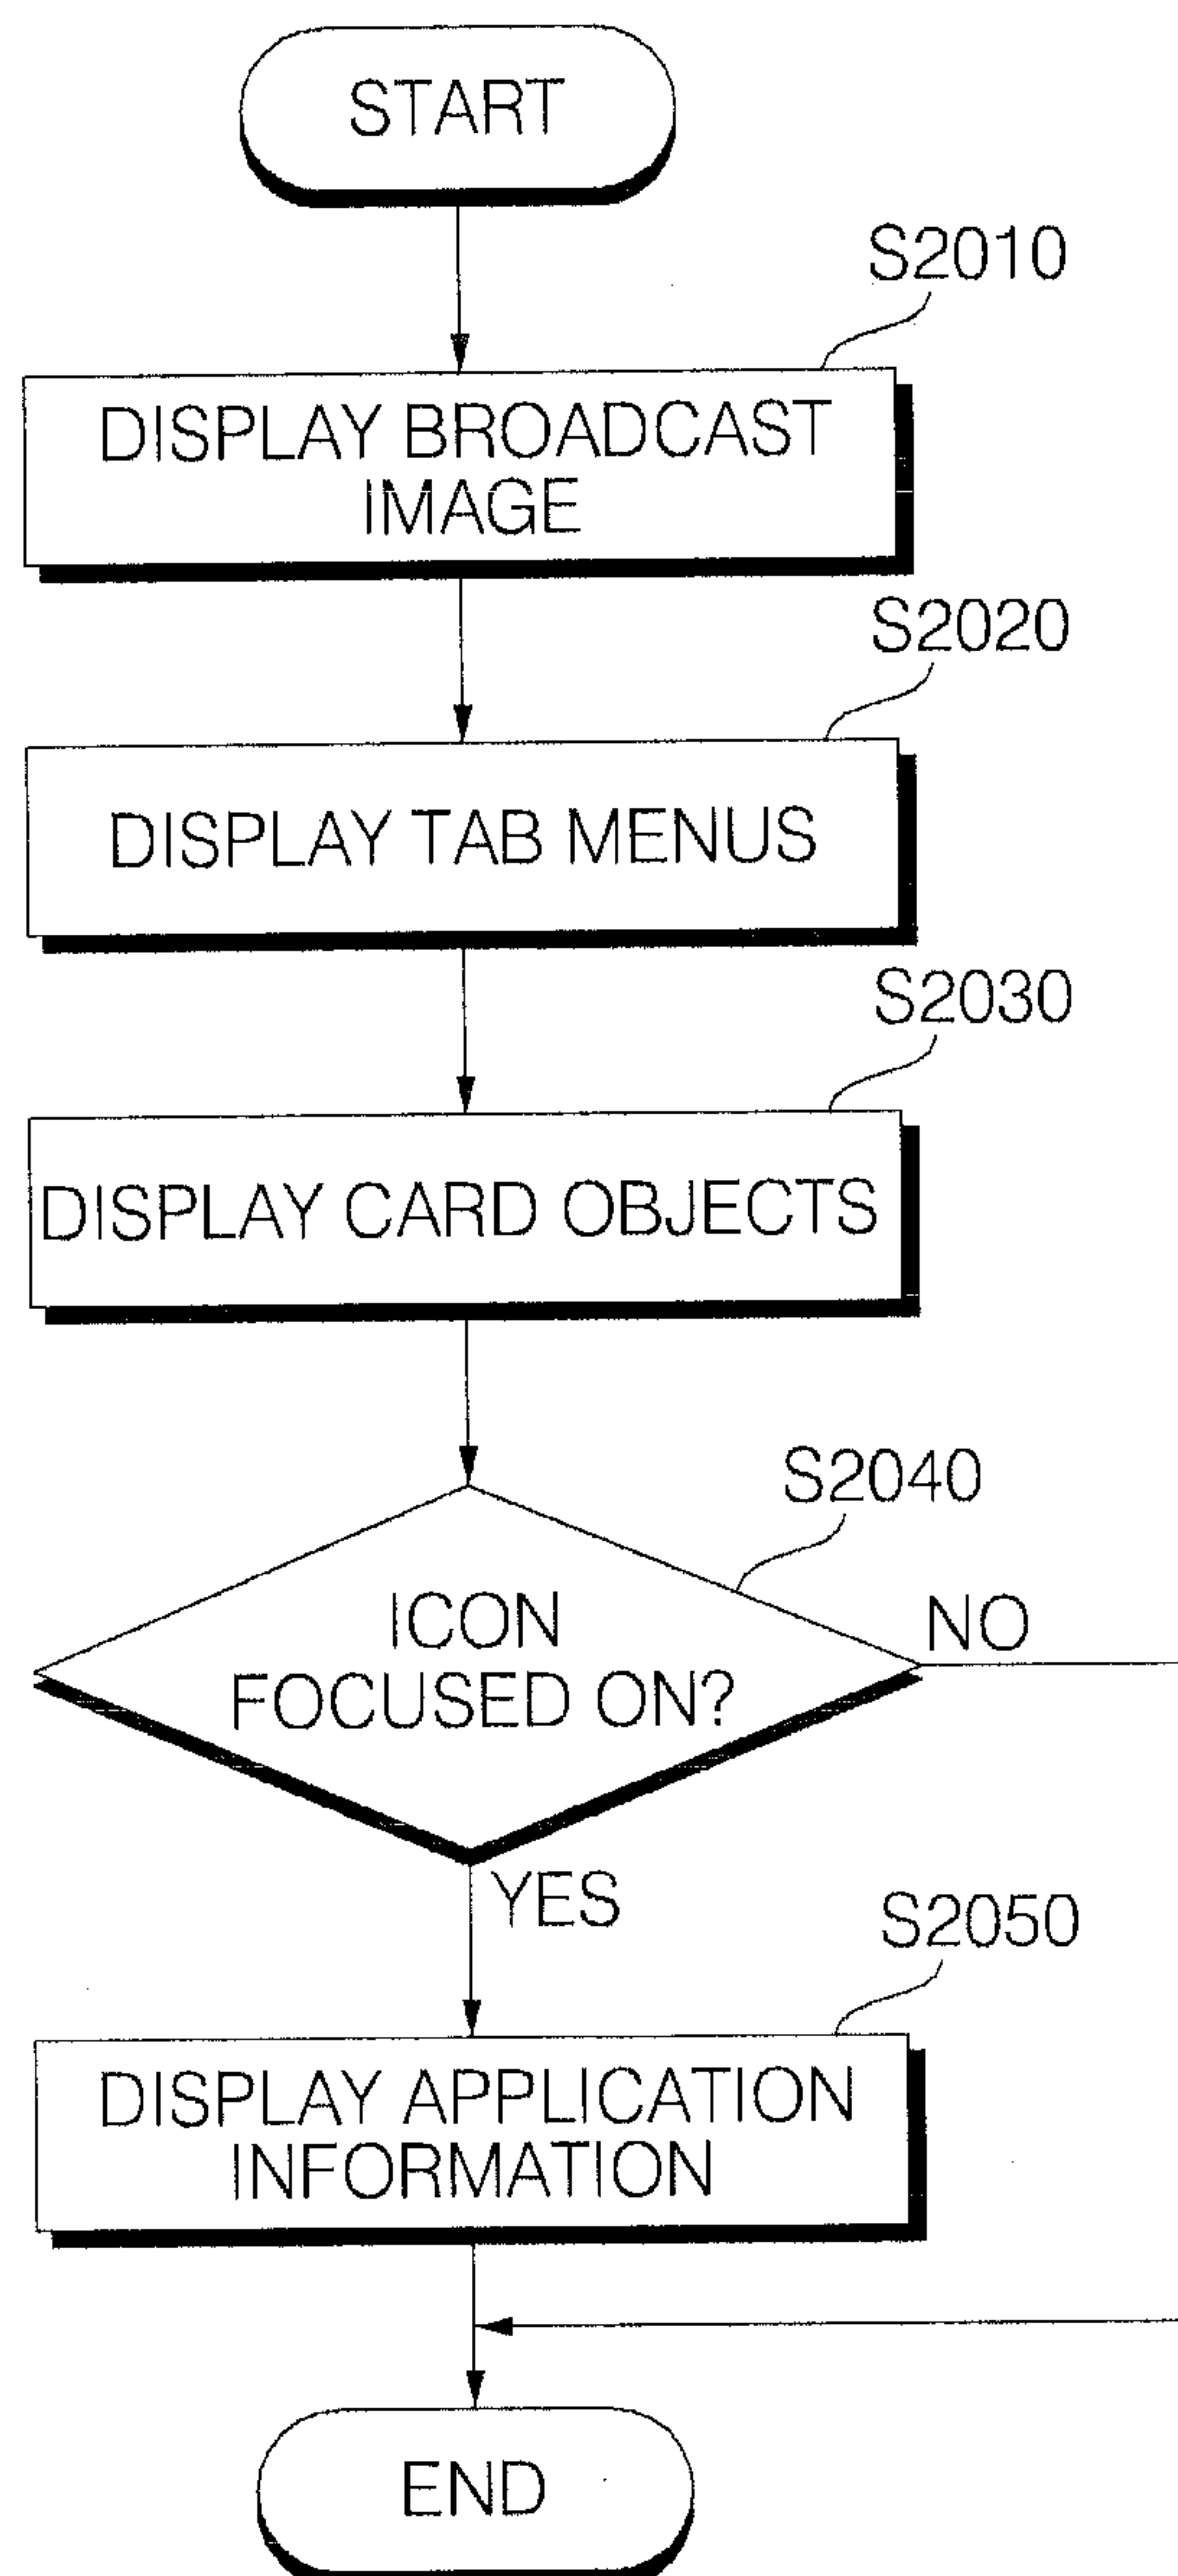 START
S2010
DISPLAY BROADCAST
IMAGE
S2020
DISPLAY TAB MENUS
S2030
DISPLAY CARD OBJECTS
S2040
ICON
FOCUSED ON?
NO
YES
S2050
DISPLAY APPLICATION
INFORMATION
END